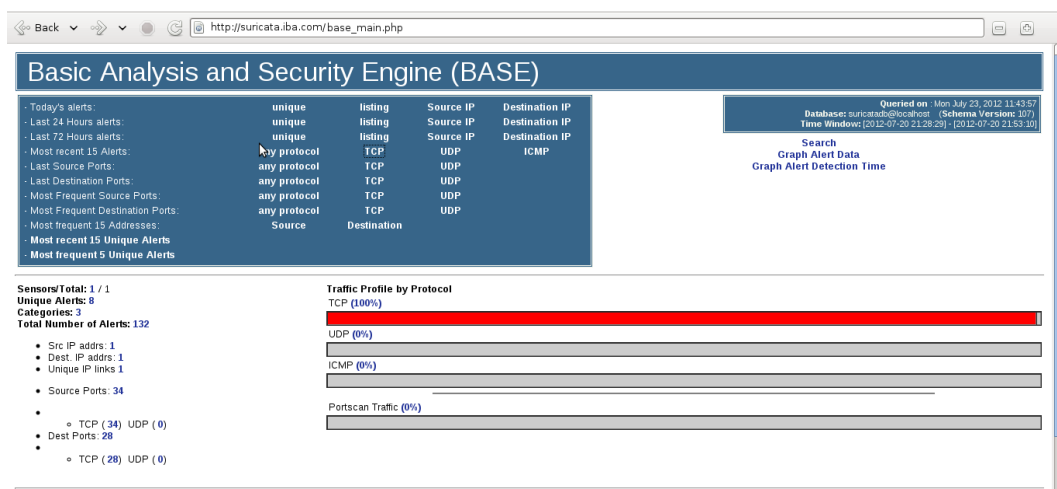 Back
http://suricata.iba.com/base_main.php
Basic Analysis and Security Engine (BASE)
- Today's alerts: unique listing Source IP Destination IP
- Last 24 Hours alerts: unique listing Source IP Destination IP
- Last 72 Hours alerts: unique listing Source IP Destination IP
- Most recent 15 Alerts: any protocol TCP UDP ICMP
- Last Source Ports: any protocol TCP UDP
- Last Destination Ports: any protocol TCP UDP
- Most Frequent Source Ports: any protocol TCP UDP
- Most Frequent Destination Ports: any protocol TCP UDP
- Most frequent 15 Addresses: Source Destination
- Most recent 15 Unique Alerts
- Most frequent 5 Unique Alerts
Queried on : Mon July 23, 2012 11:43:57
Database: suricatadb@localhost (Schema Version: 107)
Time Window: [2012-07-20 21:28:29] - [2012-07-20 21:53:10]
Search
Graph Alert Data
Graph Alert Detection Time
Sensors/Total: 1 / 1
Unique Alerts: 8
Categories: 3
Total Number of Alerts: 132
Src IP addrs: 1
Dest. IP addrs: 1
Unique IP links 1
Source Ports: 34
TCP ( 34) UDP ( 0)
Dest Ports: 28
TCP ( 28) UDP ( 0)
Traffic Profile by Protocol
TCP (100%)
UDP (0%)
ICMP (0%)
Portscan Traffic (0%)